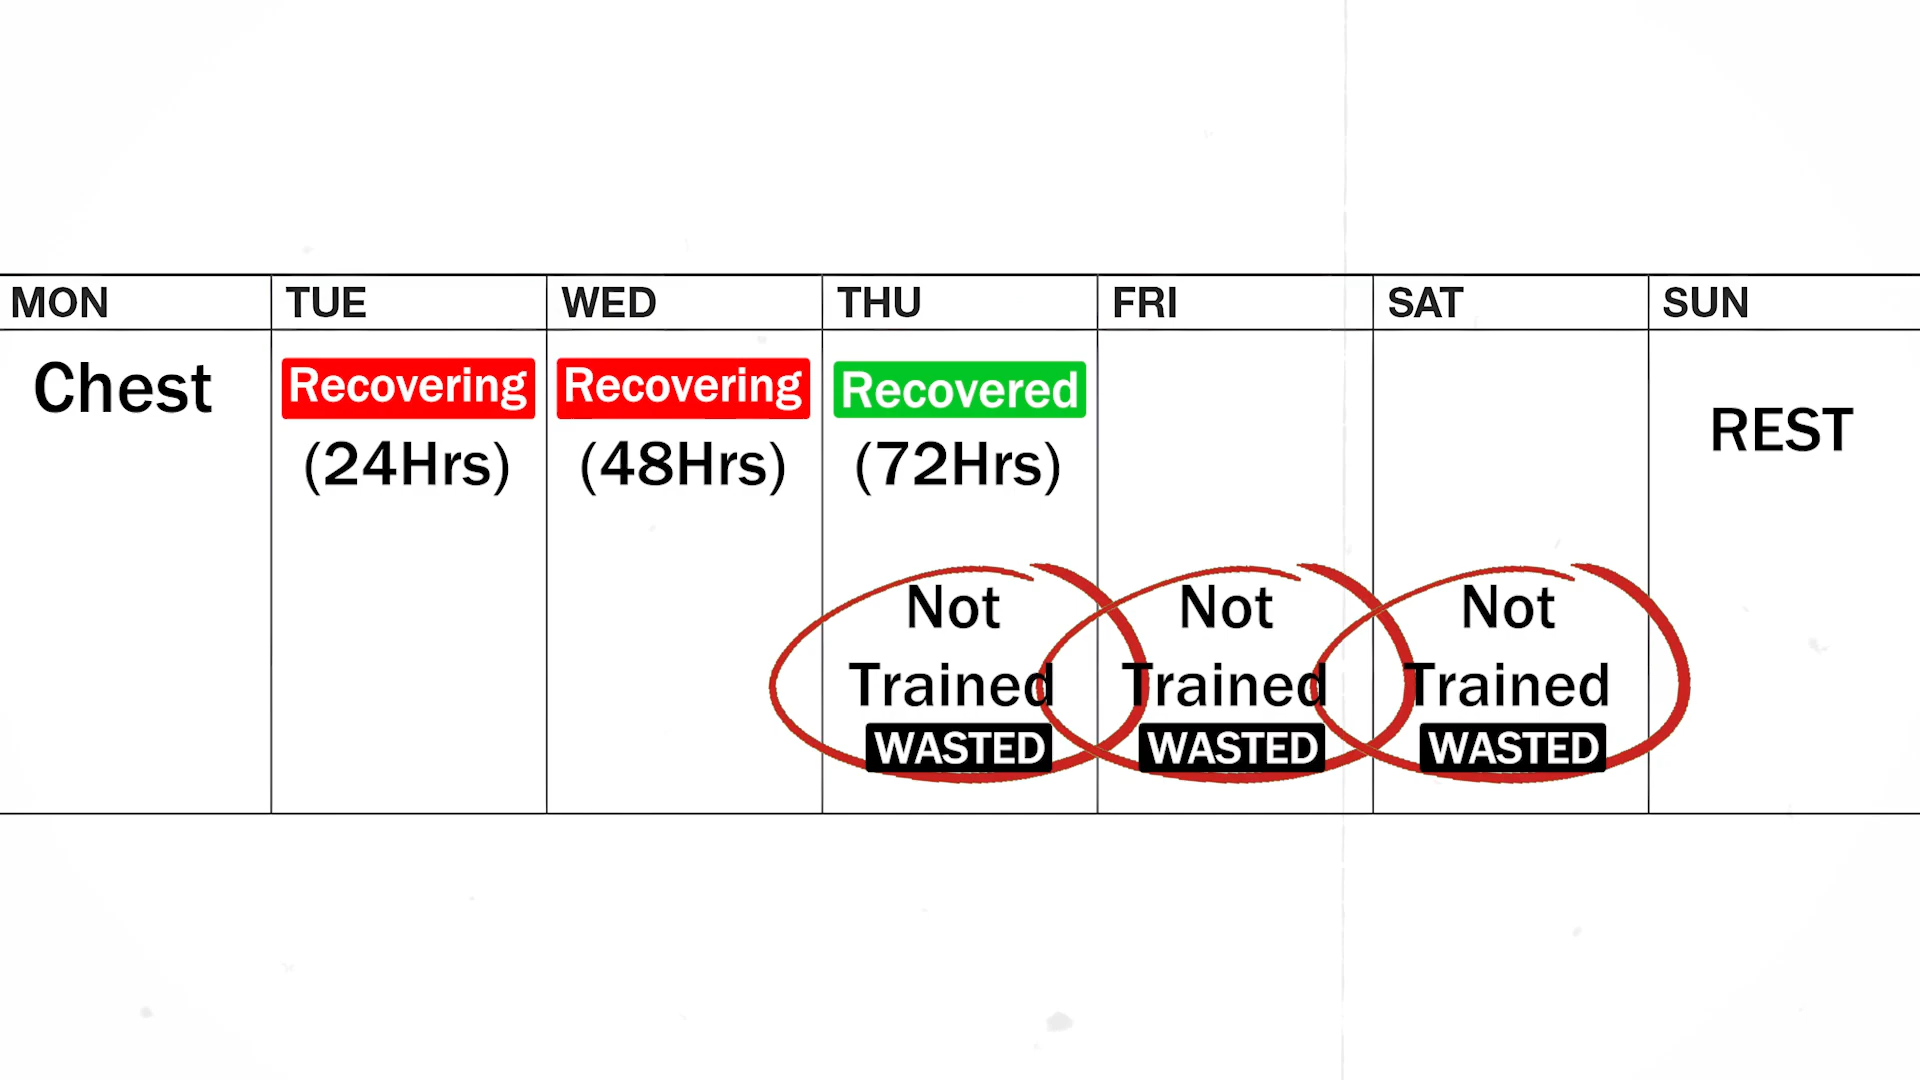 MON TUE WED THU FRI SAT SUN
Chest Recovering Recovering Recovered REST
(24Hrs) (48Hrs) (72Hrs)
Not Not Not
Trained Trained Trained
WASTED WASTED WASTED